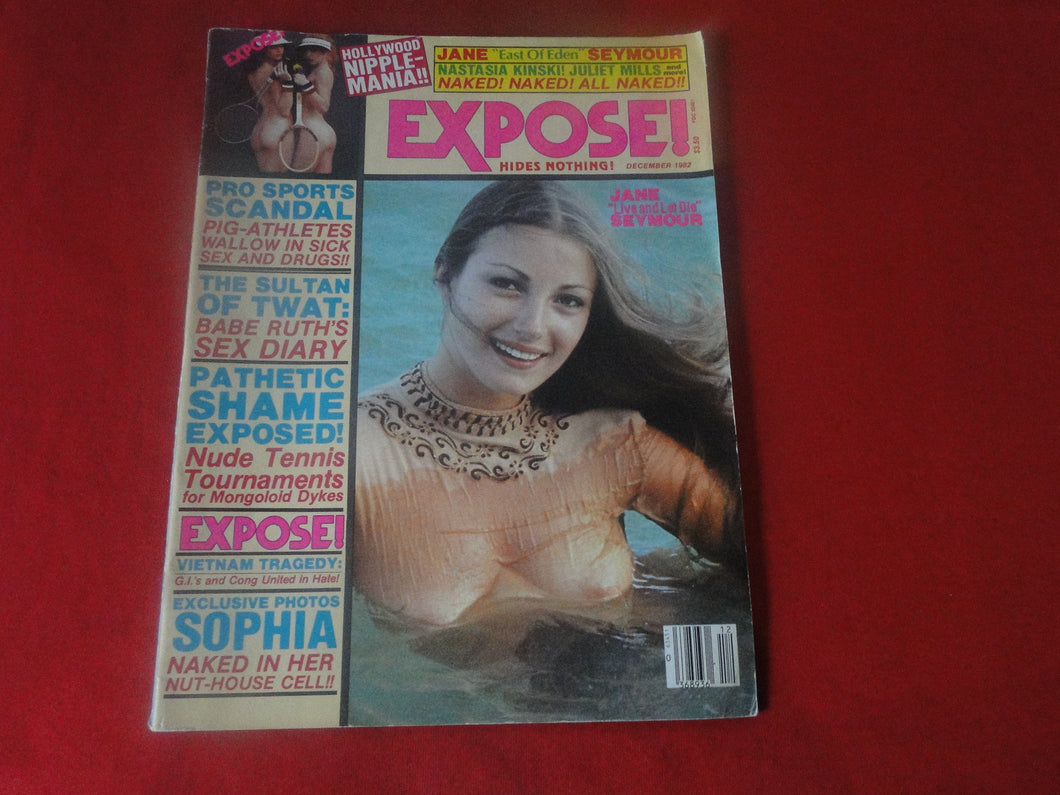 EXPOSE!
HOLLYWOOD
NIPPLE-
MANIA!!
JANE "East Of Eden" SEYMOUR
NASTASIA KINSKI! JULIET MILLS and more!
NAKED! NAKED! ALL NAKED!!
EXPOSE!
$3.50
HIDES NOTHING!
DECEMBER 1982
PRO SPORTS
SCANDAL
PIG-ATHLETES
WALLOW IN SICK
SEX AND DRUGS!!
THE SULTAN
OF TWAT:
BABE RUTH'S
SEX DIARY
PATHETIC
SHAME
EXPOSED!
Nude Tennis
Tournaments
for Mongoloid Dykes
EXPOSE!
VIETNAM TRAGEDY:
G.I.'s and Cong United in Hate!
EXCLUSIVE PHOTOS
SOPHIA
NAKED IN HER
NUT-HOUSE CELL!!
JANE
"Live and Let Die"
SEYMOUR
12
0